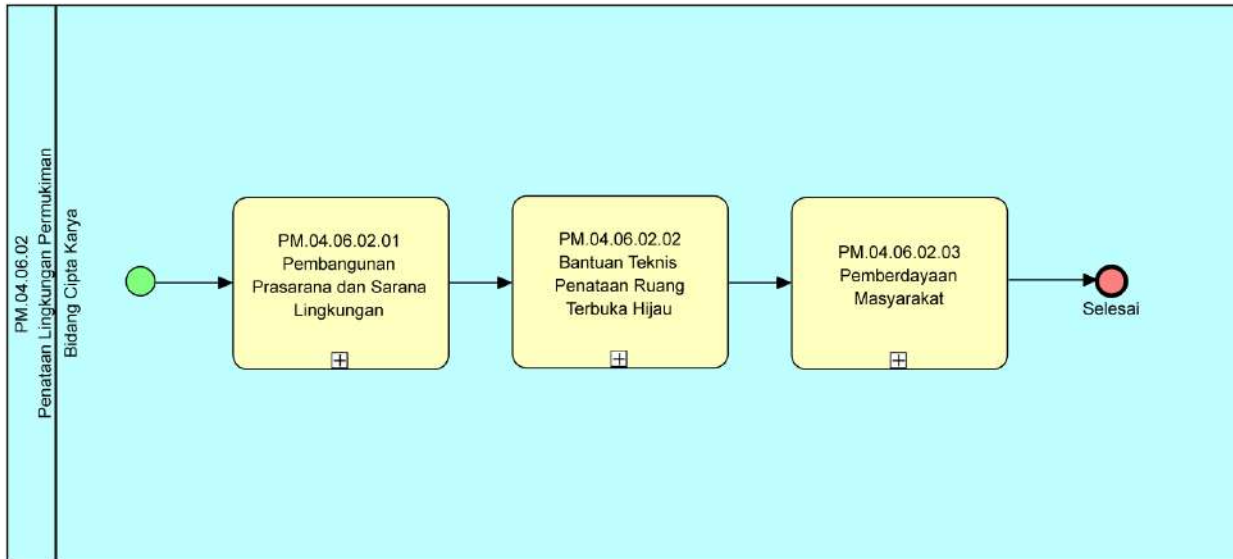 PM.04.06.02
Penataan Lingkungan Permukiman
Bidang Cipta Karya
PM.04.06.02.01
Pembangunan
Prasarana dan Sarana
Lingkungan
PM.04.06.02.02
Bantuan Teknis
Penataan Ruang
Terbuka Hijau
PM.04.06.02.03
Pemberdayaan
Masyarakat
Selesai